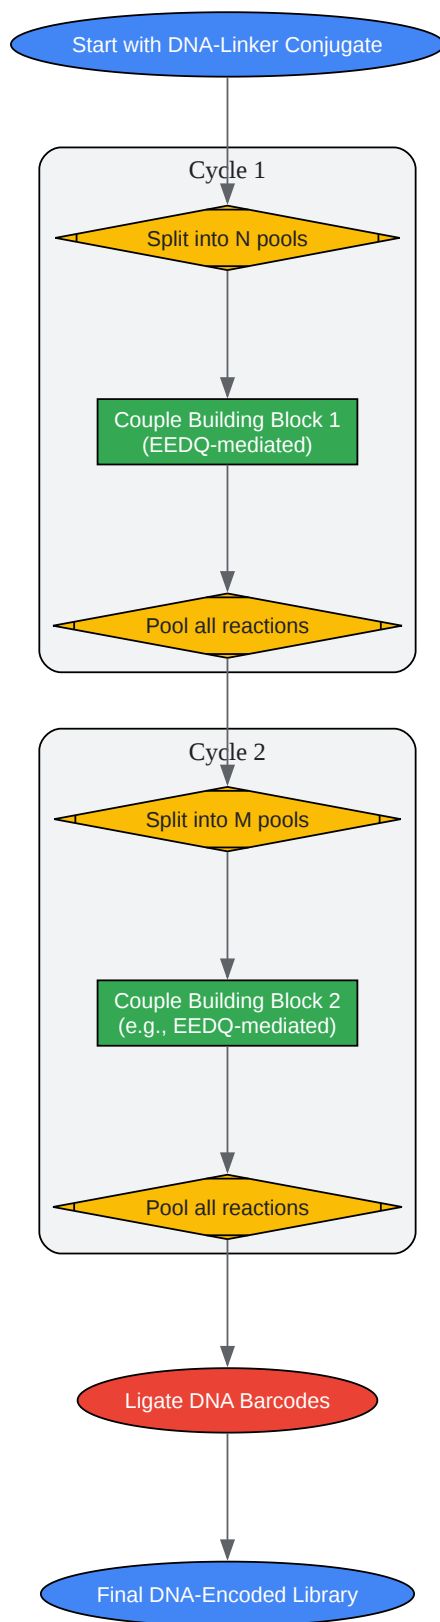 Start with DNA-Linker Conjugate
Cycle 1
Split into N pools
Couple Building Block 1
(EEDQ-mediated)
Pool all reactions
Cycle 2
Split into M pools
Couple Building Block 2
(e.g., EEDQ-mediated)
Pool all reactions
Ligate DNA Barcodes
Final DNA-Encoded Library